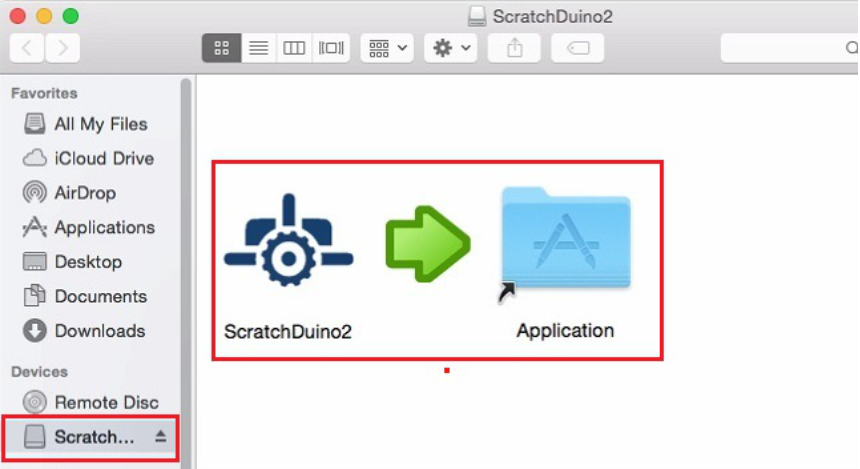 ScratchDuino2
Favorites
All My Files
iCloud Drive
AirDrop
Applications
Desktop
Documents
Downloads
Devices
Remote Disc
Scratch...
ScratchDuino2
Application